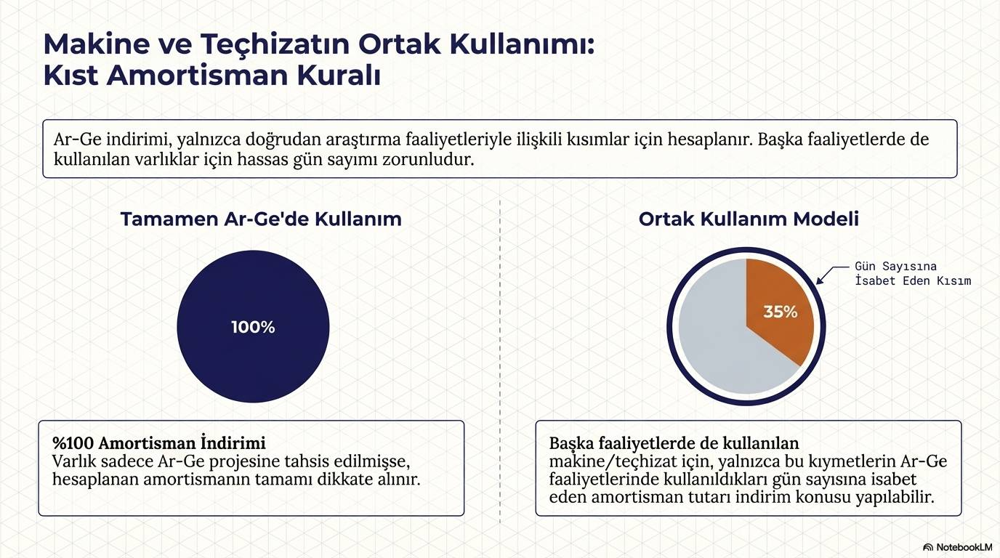 Makine ve Teçhizatın Ortak Kullanımı:
Kıst Amortisman Kuralı
Ar-Ge indirimi, yalnızca doğrudan araştırma faaliyetleriyle ilişkili kısımlar için hesaplanır. Başka faaliyetlerde de
kullanılan varlıklar için hassas gün sayımı zorunludur.
Tamamen Ar-Ge'de Kullanım
100%
%100 Amortisman İndirimi
Varlık sadece Ar-Ge projesine tahsis edilmişse,
hesaplanan amortismanın tamamı dikkate alınır.
Ortak Kullanım Modeli
Gün Sayısına
İsabet Eden Kısım
35%
Başka faaliyetlerde de kullanılan
makine/teçhizat için, yalnızca bu kıymetlerin Ar-Ge
faaliyetlerinde kullanıldıkları gün sayısına isabet
eden amortisman tutarı indirim konusu yapılabilir.
NotebookLM